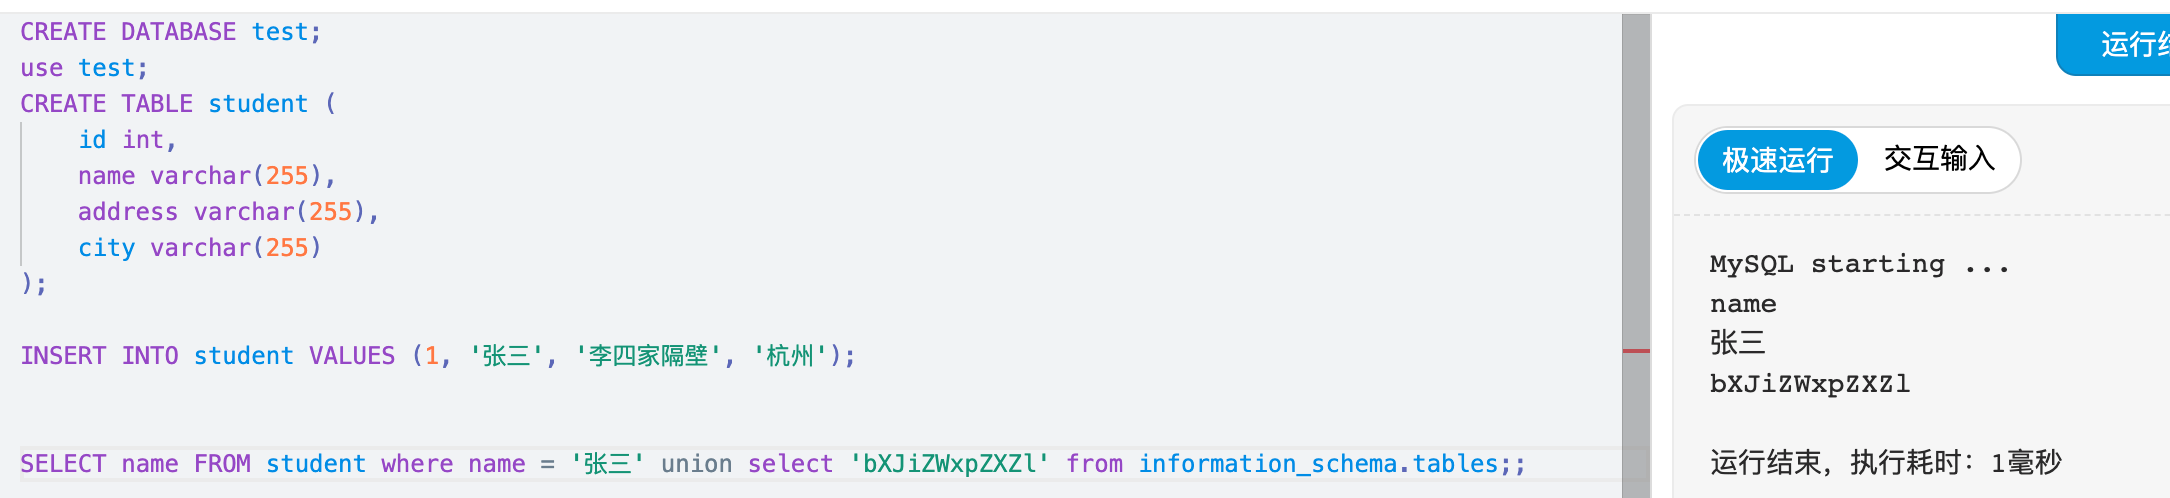 CREATE DATABASE test;
use test;
CREATE TABLE student (
    id int,
    name varchar(255),
    address varchar(255),
    city varchar(255)
);
INSERT INTO student VALUES (1, '张三', '李四家隔壁', '杭州');
SELECT name FROM student where name = '张三' union select 'bXJiZWxpZXZl' from information_schema.tables;;
运行
极速运行 交互输入
MySQL starting ...
name
张三
bXJiZWxpZXZl
运行结束，执行耗时：1毫秒